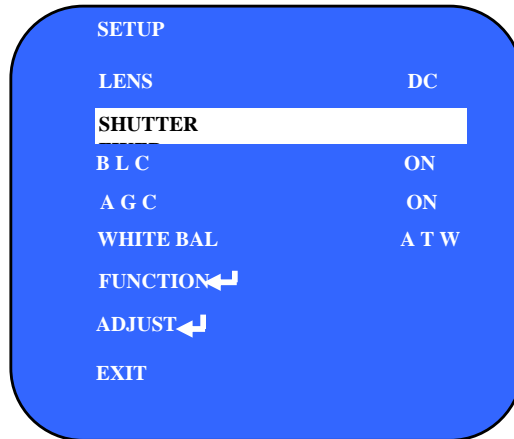 SETUP
LENS DC
SHUTTER
B L C ON
A G C ON
WHITE BAL A T W
FUNCTION
ADJUST
EXIT